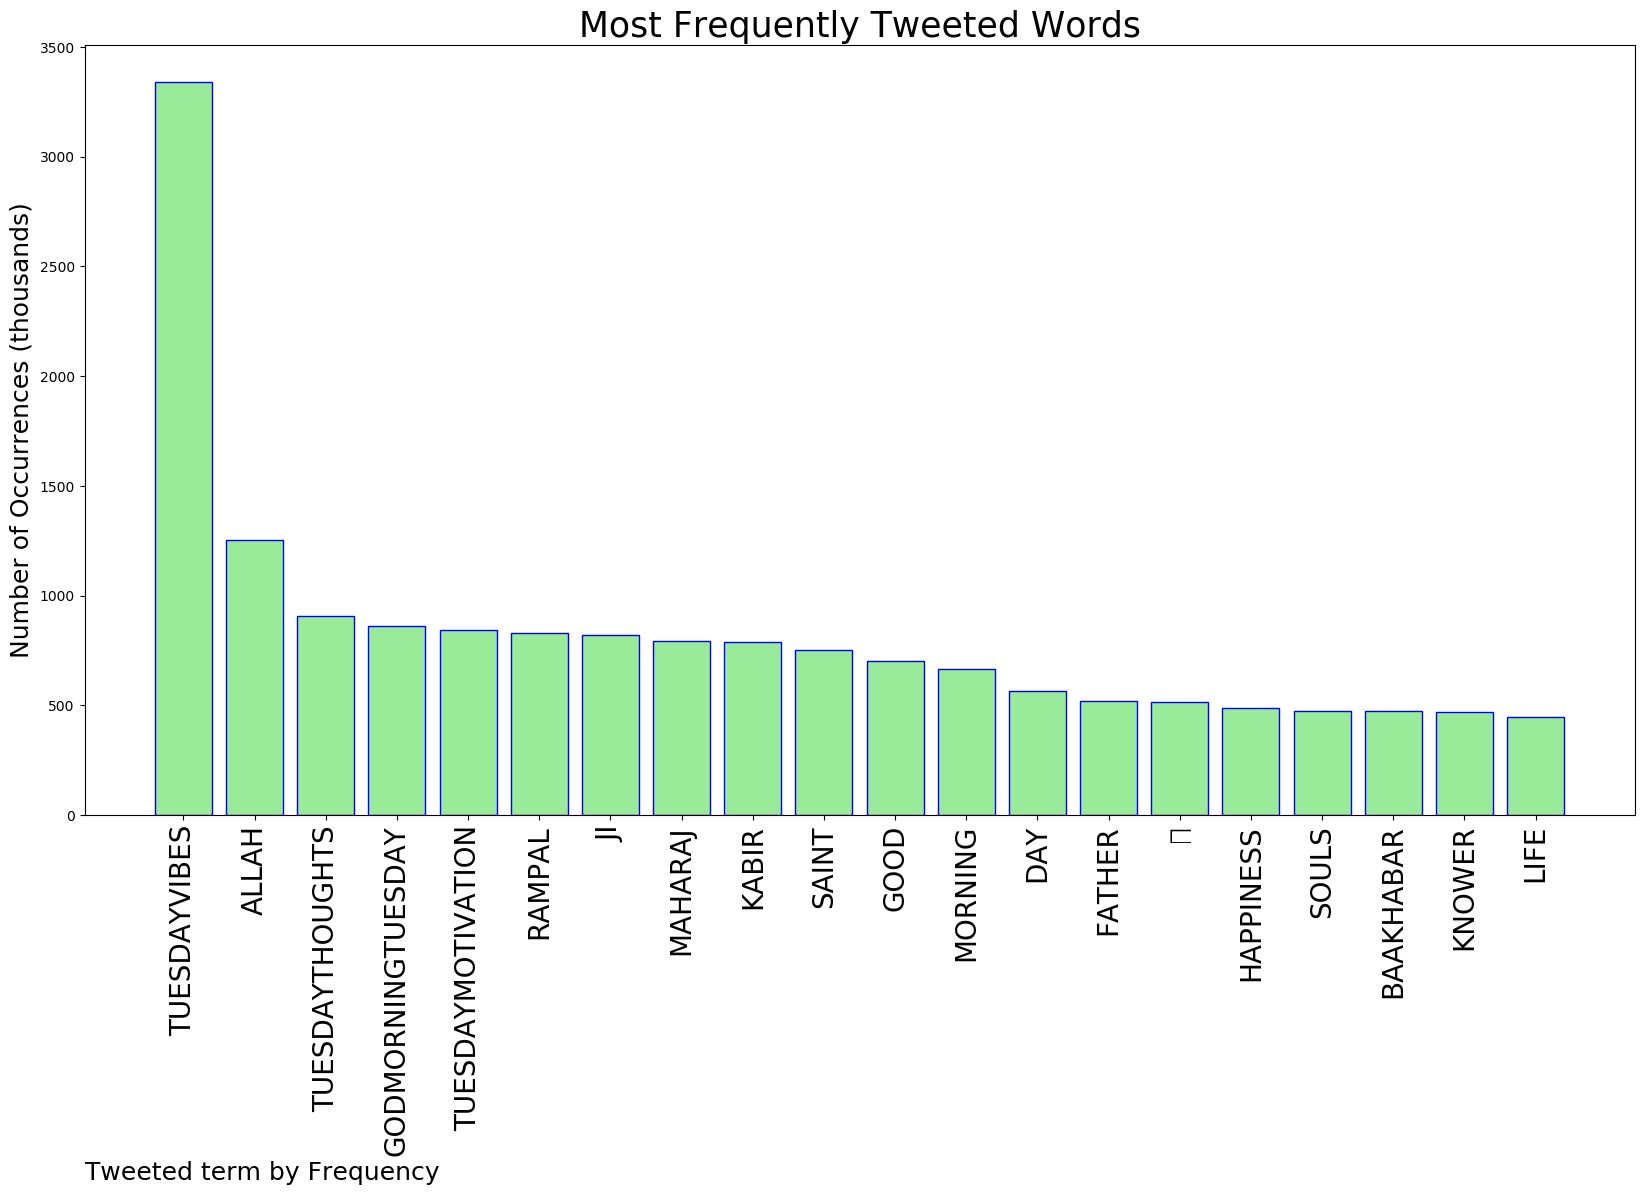 Most Frequently Tweeted Words
Number of Occurrences (thousands)
3500
3000
2500
2000
1500
1000
500
0
TUESDAYVIBES
ALLAH
TUESDAYTHOUGHTS
GODMORNINGTUESDAY
TUESDAYMOTIVATION
RAMPAL
JI
MAHARAJ
KABIR
SAINT
GOOD
MORNING
DAY
FATHER
HAPPINESS
SOULS
BAAKHABAR
KNOWER
LIFE
Tweeted term by Frequency